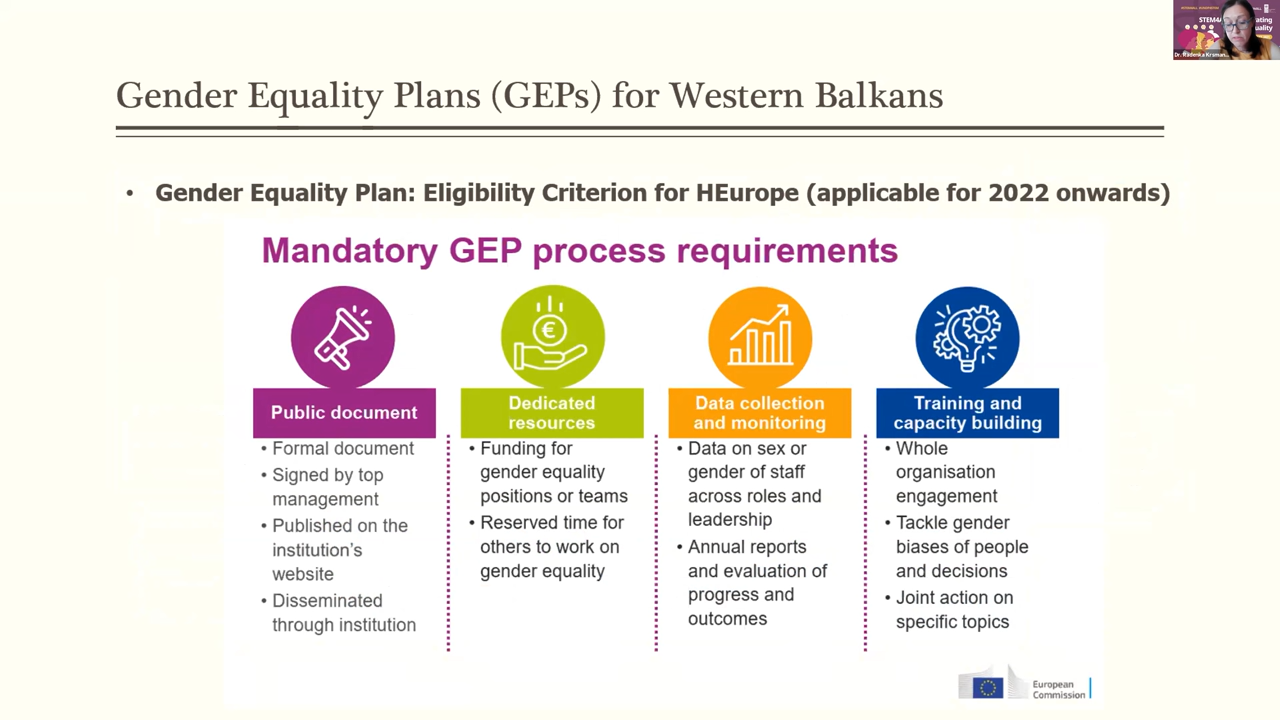 Gender Equality Plans (GEPs) for Western Balkans
• Gender Equality Plan: Eligibility Criterion for HEurope (applicable for 2022 onwards)
Mandatory GEP process requirements
Public document
• Formal document
• Signed by top
management
• Published on the
institution's
website
• Disseminated
through institution
Dedicated
resources
• Funding for
gender equality
positions or teams
• Reserved time for
others to work on
gender equality
Data collection
and monitoring
• Data on sex or
gender of staff
across roles and
leadership
• Annual reports
and evaluation of
progress and
outcomes
Training and
capacity building
• Whole
organisation
engagement
• Tackle gender
biases of people
and decisions
• Joint action on
specific topics
European
Commission
STEM4A
Dr. Radenka Krsman...